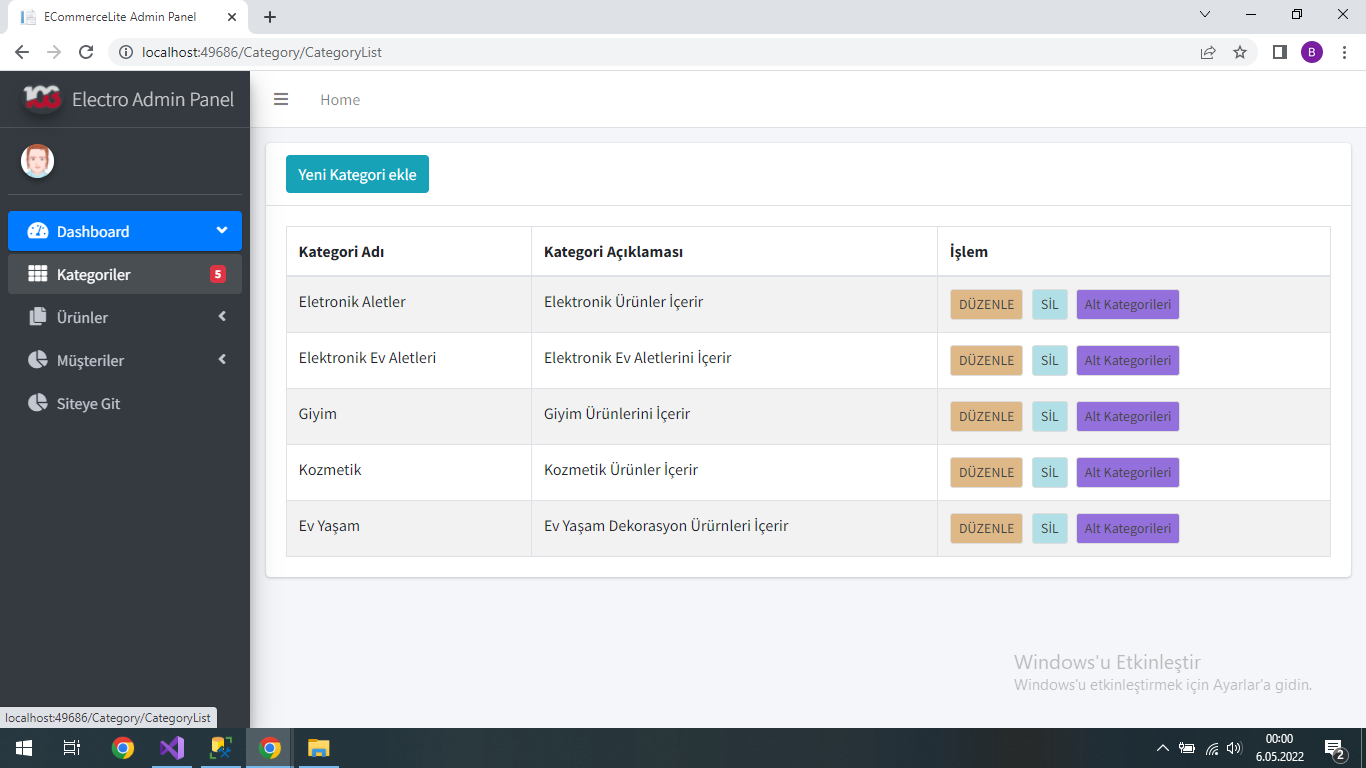 ECommerceLite Admin Panel
localhost:49686/Category/CategoryList
B
100 Electro Admin Panel
Home
Yeni Kategori ekle
Dashboard
Kategoriler 5
Ürünler
Müşteriler
Siteye Git
Kategori Adı Kategori Açıklaması İşlem
Eletronik Aletler Elektronik Ürünler İçerir DÜZENLE SİL Alt Kategorileri
Elektronik Ev Aletleri Elektronik Ev Aletlerini İçerir DÜZENLE SİL Alt Kategorileri
Giyim Giyim Ürünlerini İçerir DÜZENLE SİL Alt Kategorileri
Kozmetik Kozmetik Ürünler İçerir DÜZENLE SİL Alt Kategorileri
Ev Yaşam Ev Yaşam Dekorasyon Ürürnleri İçerir DÜZENLE SİL Alt Kategorileri
Windows'u Etkinleştir
Windows'u etkinleştirmek için Ayarlar'a gidin.
localhost:49686/Category/CategoryList
00:00
6.05.2022
2